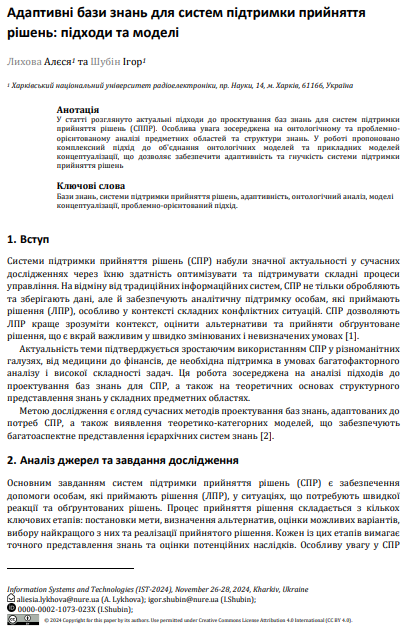 Адаптивні бази знань для систем підтримки прийняття
рішень: підходи та моделі
Лихова Алєся¹ та Шубін Ігор¹
¹ Харківський національний університет радіоелектроніки, пр. Науки, 14, м. Харків, 61166, Україна
Анотація
У статті розглянуто актуальні підходи до проєктування баз знань для систем підтримки
прийняття рішень (СППР). Особлива увага зосереджена на онтологічному та проблемно-
орієнтованому аналізі предметних областей та структури знань. У роботі пропоновано
комплексний підхід до об'єднання онтологічних моделей та прикладних моделей
концептуалізації, що дозволяє забезпечити адаптивність та гнучкість системи підтримки
прийняття рішень
Ключові слова
Бази знань, системи підтримки прийняття рішень, адаптивність, онтологічний аналіз, моделі
концептуалізації, проблемно-орієнтований підхід.
1. Вступ
Системи підтримки прийняття рішень (СПР) набули значної актуальності у сучасних
дослідженнях через їхню здатність оптимізувати та підтримувати складні процеси
управління. На відміну від традиційних інформаційних систем, СПР не тільки обробляють
та зберігають дані, але й забезпечують аналітичну підтримку особам, які приймають
рішення (ЛПР), особливо у контексті складних конфліктних ситуацій. СПР дозволяють
ЛПР краще зрозуміти контекст, оцінити альтернативи та прийняти обґрунтоване
рішення, що є вкрай важливим у швидко змінюваних і невизначених умовах [1].
Актуальність теми підтверджується зростаючим використанням СПР у різноманітних
галузях, від медицини до фінансів, де необхідна підтримка в умовах багатофакторного
аналізу і високої складності задач. Ця робота зосереджена на аналізі підходів до
проектування баз знань для СПР, а також на теоретичних основах структурного
представлення знань у складних предметних областях.
Метою дослідження є огляд сучасних методів проектування баз знань, адаптованих до
потреб СПР, а також виявлення теоретико-категорних моделей, що забезпечують
багатоаспектне представлення ієрархічних систем знань [2].
2. Аналіз джерел та завдання дослідження
Основним завданням систем підтримки прийняття рішень (СПР) є забезпечення
допомоги особам, які приймають рішення (ЛПР), у ситуаціях, що потребують швидкої
реакції та обґрунтованих рішень. Процес прийняття рішення складається з кількох
ключових етапів: постановки мети, визначення альтернатив, оцінки можливих варіантів,
вибору найкращого з них та реалізації прийнятого рішення. Кожен із цих етапів вимагає
точного представлення знань та оцінки потенційних наслідків. Особливу увагу у СПР
Information Systems and Technologies (IST-2024), November 26-28, 2024, Kharkiv, Ukraine
aliesia.lykhova@nure.ua (A. Lykhova); igor.shubin@nure.ua (I.Shubin);
0000-0002-1073-023X (I.Shubin);
© 2024 Copyright for this paper by its authors. Use permitted under Creative Commons License Attribution 4.0 International (CC BY 4.0).